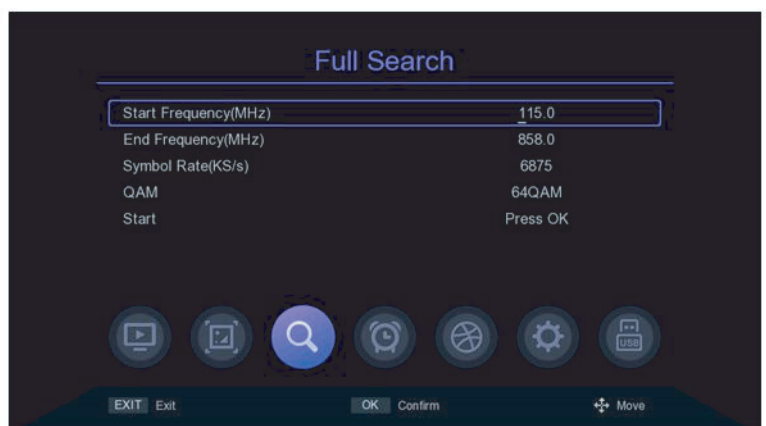 Full Search
Start Frequency(MHz) 115.0
End Frequency(MHz) 858.0
Symbol Rate(KS/s) 6875
QAM 64QAM
Start Press OK
USB
EXIT Exit OK Confirm Move